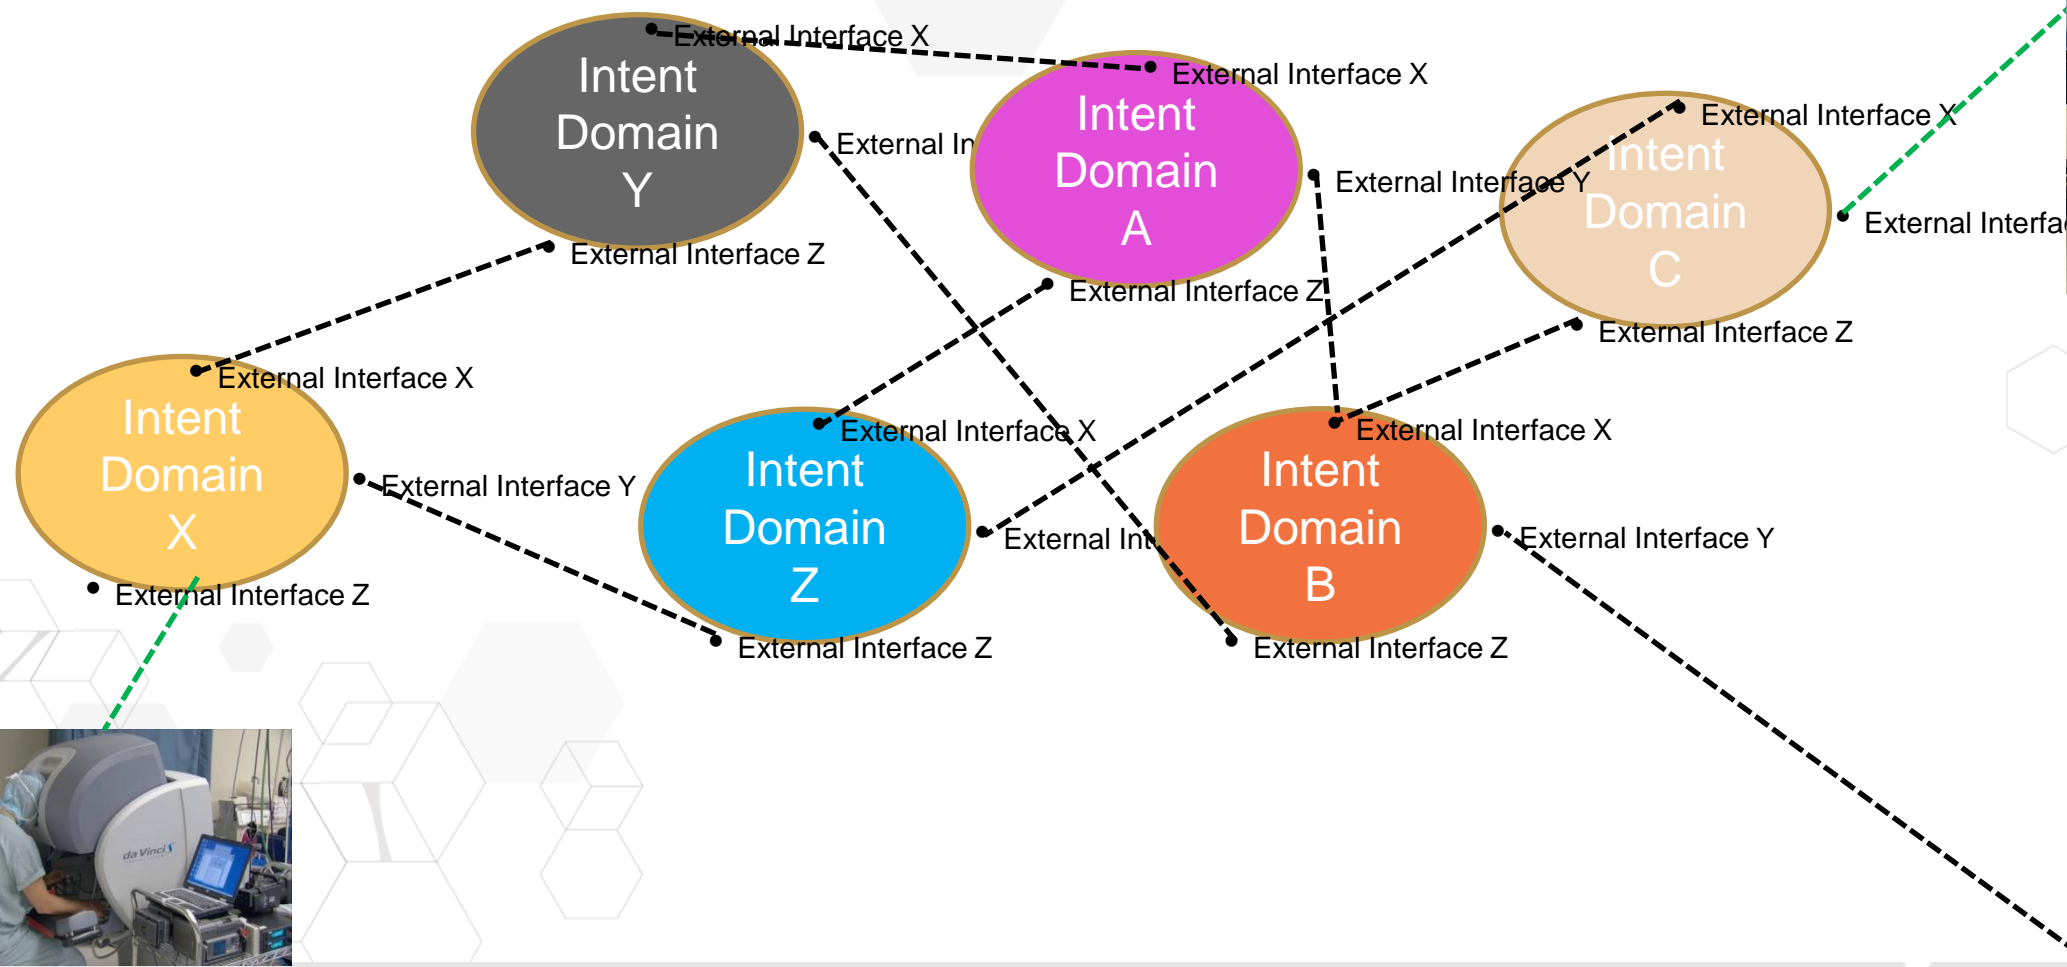 External Interface X
Intent
Domain
Y
External In
External Interface Z
External Interface X
Intent
Domain
A
External Interface Y
External Interface Z
External Interface X
Intent
Domain
C
External Interfac
External Interface Z
External Interface X
Intent
Domain
X
External Interface Y
External Interface Z
External Interface X
Intent
Domain
Z
External Int
External Interface Z
External Interface X
Intent
Domain
B
External Interface Y
External Interface Z
da Vinci S